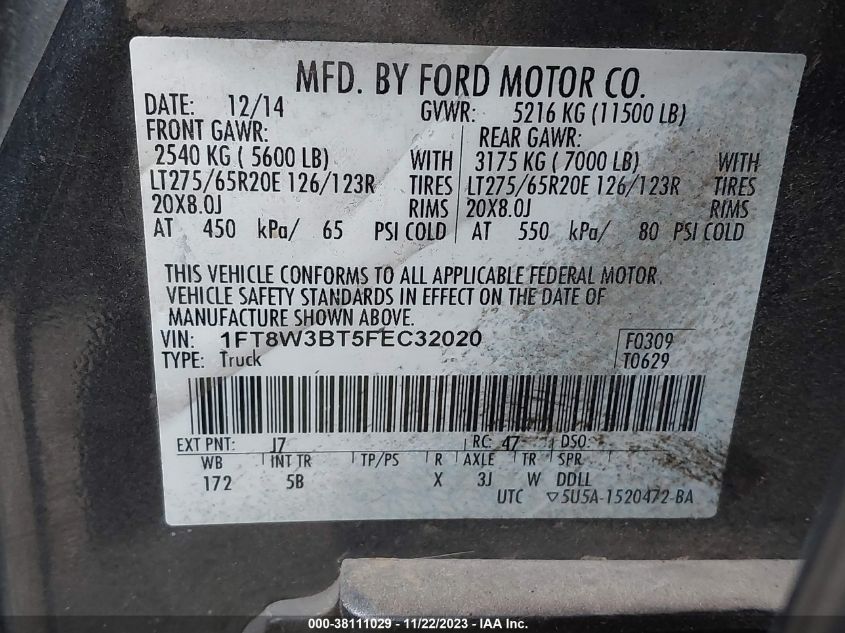 MFD. BY FORD MOTOR CO.
DATE: 12/14 GVWR: 5216 KG (11500 LB)
FRONT GAWR: REAR GAWR:
2540 KG ( 5600 LB) WITH 3175 KG ( 7000 LB) WITH
LT275/65R20E 126/123R TIRES LT275/65R20E 126/123R TIRES
20X8.0J RIMS 20X8.0J RIMS
AT 450 kPa/ 65 PSI COLD AT 550 kPa/ 80 PSI COLD
THIS VEHICLE CONFORMS TO ALL APPLICABLE FEDERAL MOTOR
VEHICLE SAFETY STANDARDS IN EFFECT ON THE DATE OF
MANUFACTURE SHOWN ABOVE.
VIN: 1FT8W3BT5FEC32020 F0309
TYPE: Truck T0629
EXT PNT: J7 RC: 47 DSO:
WB INT TR TP/PS R AXLE TR SPR
172 5B X 3J W DDLL
UTC ▽5U5A-1520472-BA
000-38111029 - 11/22/2023 - IAA Inc.